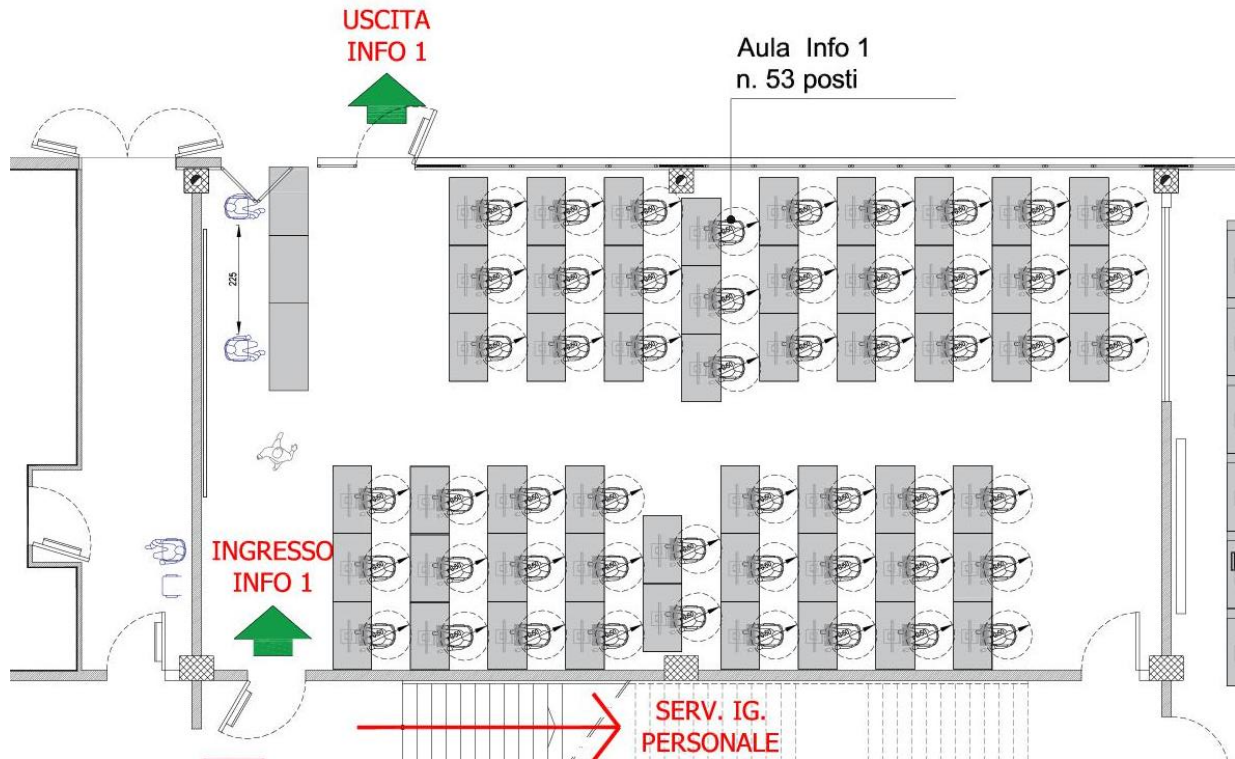 USCITA
INFO 1
Aula Info 1
n. 53 posti
225
INGRESSO
INFO 1
SERV. IG.
PERSONALE